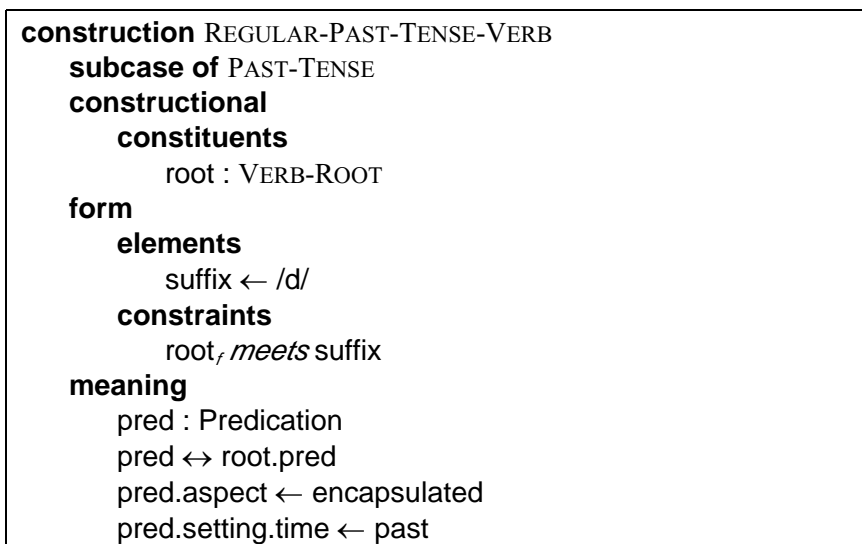 construction REGULAR-PAST-TENSE-VERB
subcase of PAST-TENSE
constructional
constituents
root : VERB-ROOT
form
elements
suffix ← /d/
constraints
root_f meets suffix
meaning
pred : Predication
pred ↔ root.pred
pred.aspect ← encapsulated
pred.setting.time ← past